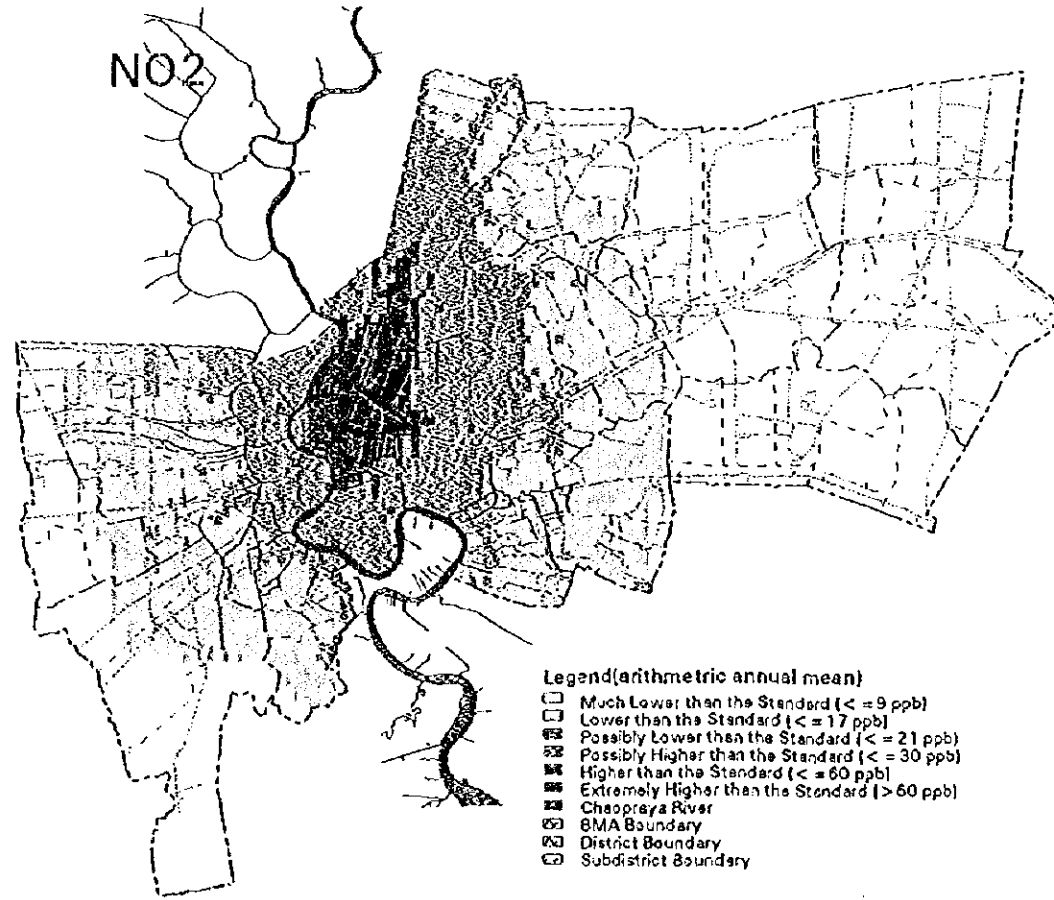 NO2
Legend(arithmetric annual mean)
Much Lower than the Standard (< = 9 ppb)
Lower than the Standard (< = 17 ppb)
Possibly Lower than the Standard (< = 21 ppb)
Possibly Higher than the Standard (< = 30 ppb)
Higher than the Standard (< = 60 ppb)
Extremely Higher than the Standard (> 60 ppb)
Chaopraya River
BMA Boundary
District Boundary
Subdistrict Boundary